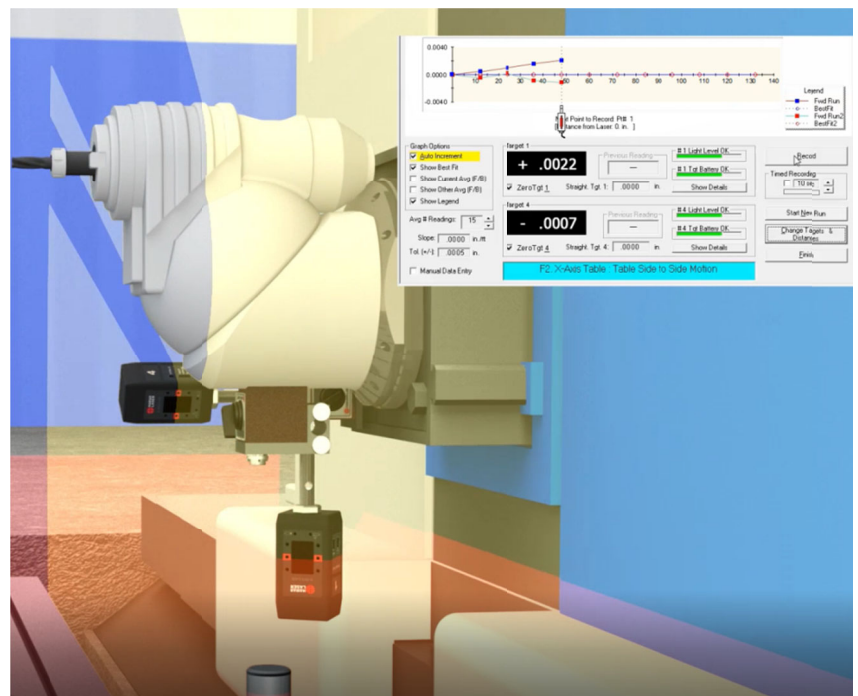 0.0040
0.0000
-0.0040
0 10 20 30 40 50 60 70 80 90 100 110 120 130 140
Legend
Fwd Run
BestFit
Fwd Run2
BestFit2
Point to Record: Pt#: 1
from Laser: 0. in. ]
Graph Options
Auto Increment
Show Best Fit
Show Current Avg (F/B)
Show Other Avg (F/B)
Show Legend
Avg # Readings: 15
Slope: .0000 in./ft
Tol. (+/-): .0005 in.
Manual Data Entry
Target 1
+ .0022
Previous Reading
---
# 1 Light Level OK.
# 1 Tgt Battery OK.
ZeroTgt 1
Straight. Tgt. 1: .0000 in.
Show Details
Target 4
- .0007
Previous Reading
---
# 4 Light Level OK.
# 4 Tgt Battery OK.
ZeroTgt 4
Straight. Tgt. 4: .0000 in.
Show Details
F2. X-Axis Table : Table Side to Side Motion
Record
Timed Recording
10
Start New Run
Change Targets &
Distances
Finish